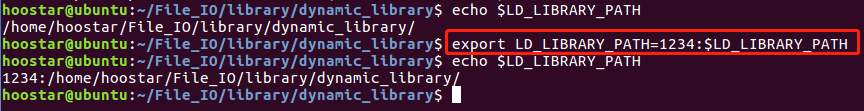 hoostar@ubuntu:~/File_IO/library/dynamic_library$ echo $LD_LIBRARY_PATH
/home/hoostar/File_IO/library/dynamic_library/
hoostar@ubuntu:~/File_IO/library/dynamic_library$ export LD_LIBRARY_PATH=1234:$LD_LIBRARY_PATH
hoostar@ubuntu:~/File_IO/library/dynamic_library$ echo $LD_LIBRARY_PATH
1234:/home/hoostar/File_IO/library/dynamic_library/
hoostar@ubuntu:~/File_IO/library/dynamic_library$